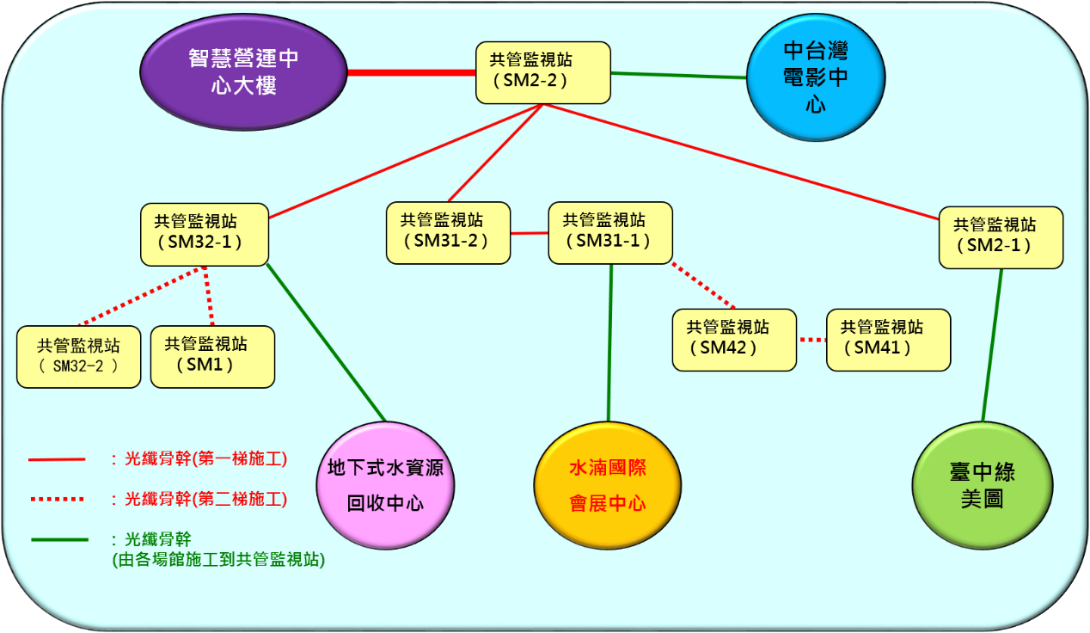 智慧營運中
心大樓
共管監視站
(SM2-2)
中台灣
電影中
心
共管監視站
(SM32-1)
共管監視站
(SM31-2)
共管監視站
(SM31-1)
共管監視站
(SM2-1)
共管監視站
( SM32-2 )
共管監視站
(SM1)
共管監視站
(SM42)
共管監視站
(SM41)
地下式水資源
回收中心
水湳國際
會展中心
臺中綠
美圖
: 光纖骨幹(第一梯施工)
: 光纖骨幹(第二梯施工)
: 光纖骨幹
(由各場館施工到共管監視站)